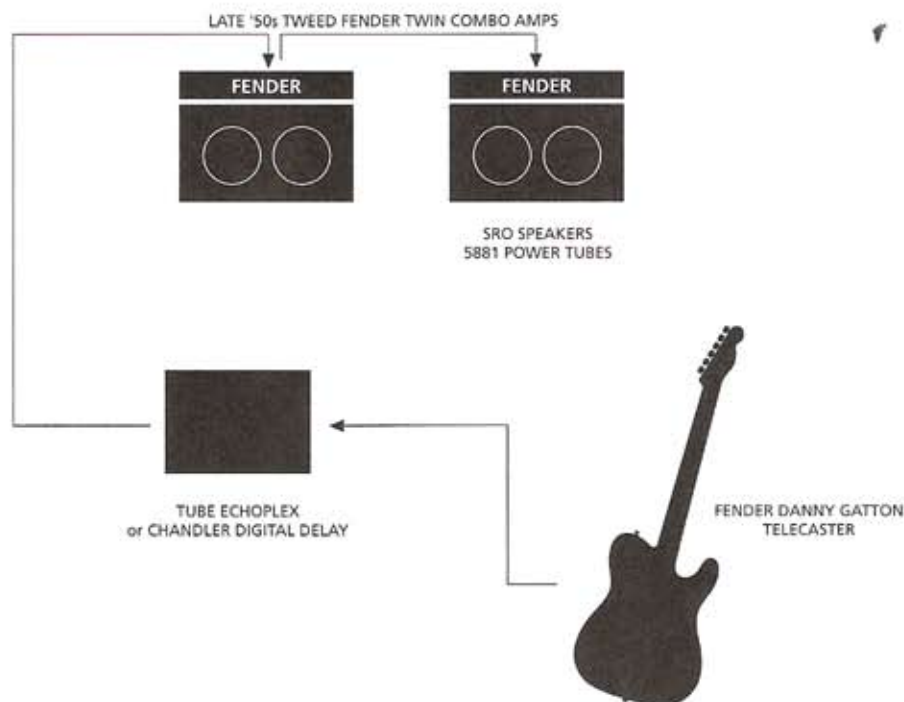 LATE '50s TWEED FENDER TWIN COMBO AMPS
FENDER
FENDER
SRO SPEAKERS
5881 POWER TUBES
TUBE ECHOPLEX
or CHANDLER DIGITAL DELAY
FENDER DANNY GATTON
TELECASTER